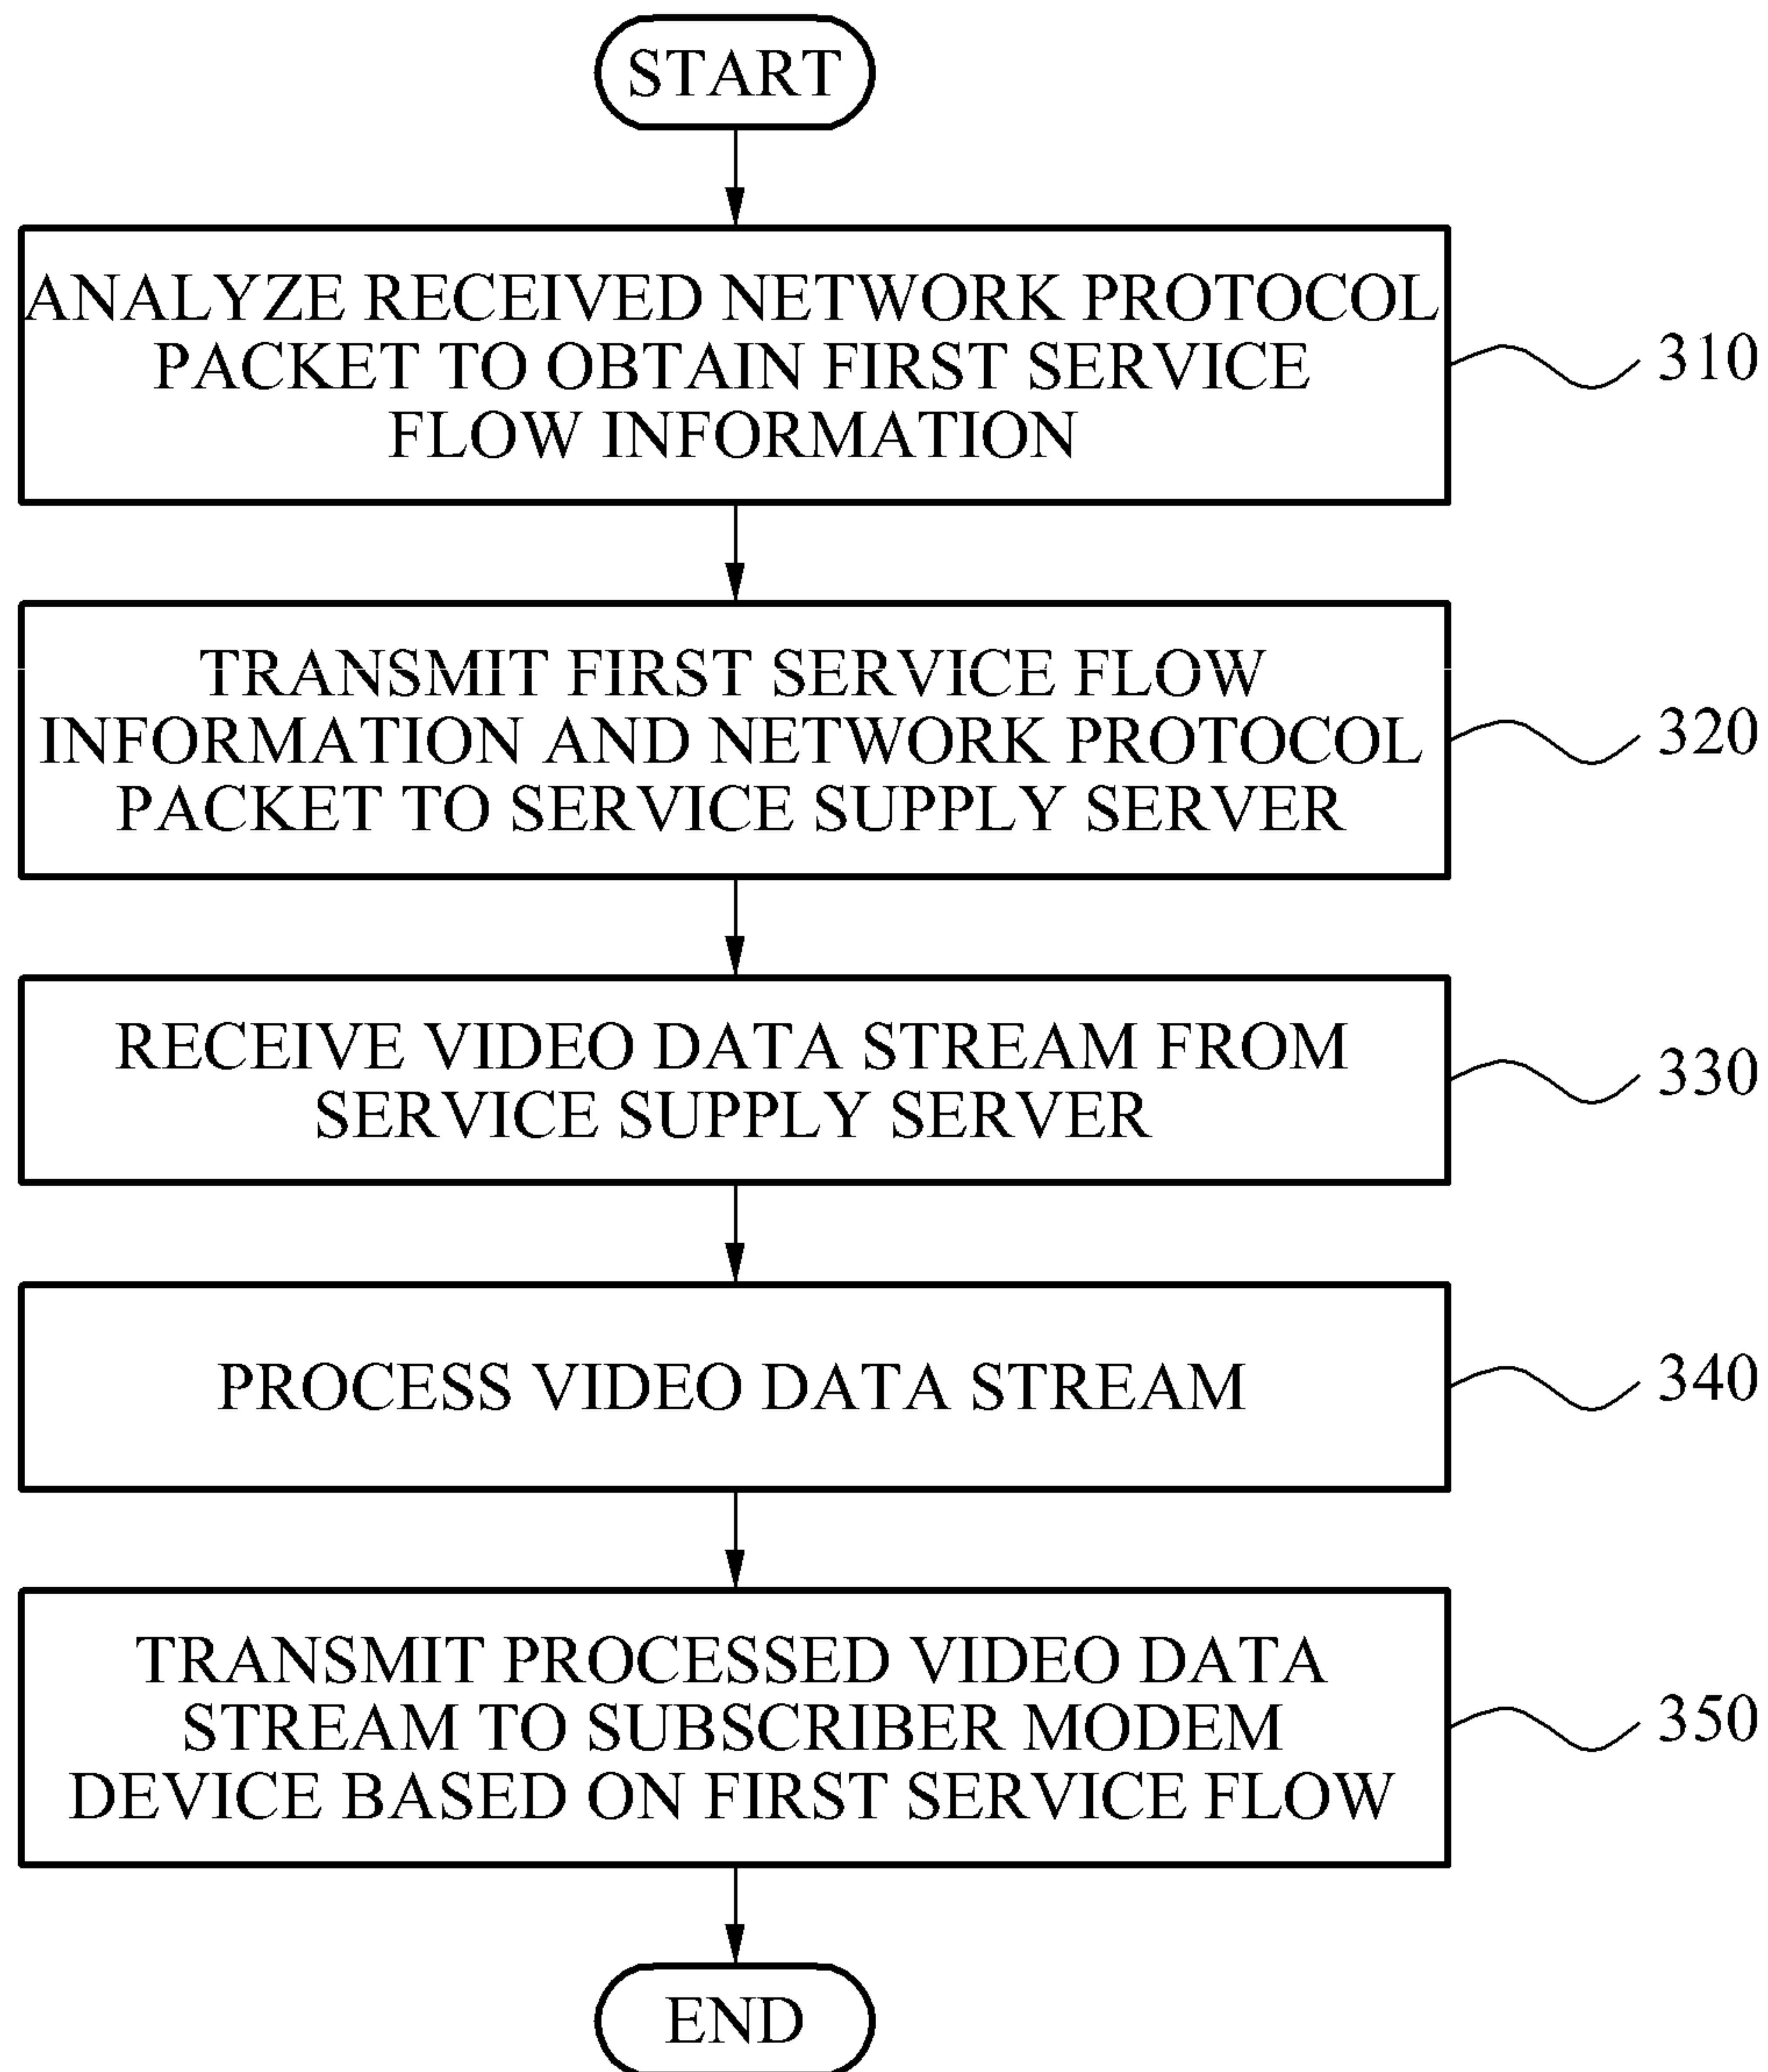 START
ANALYZE RECEIVED NETWORK PROTOCOL
PACKET TO OBTAIN FIRST SERVICE
FLOW INFORMATION
310
TRANSMIT FIRST SERVICE FLOW
INFORMATION AND NETWORK PROTOCOL
PACKET TO SERVICE SUPPLY SERVER
320
RECEIVE VIDEO DATA STREAM FROM
SERVICE SUPPLY SERVER
330
PROCESS VIDEO DATA STREAM
340
TRANSMIT PROCESSED VIDEO DATA
STREAM TO SUBSCRIBER MODEM
DEVICE BASED ON FIRST SERVICE FLOW
350
END